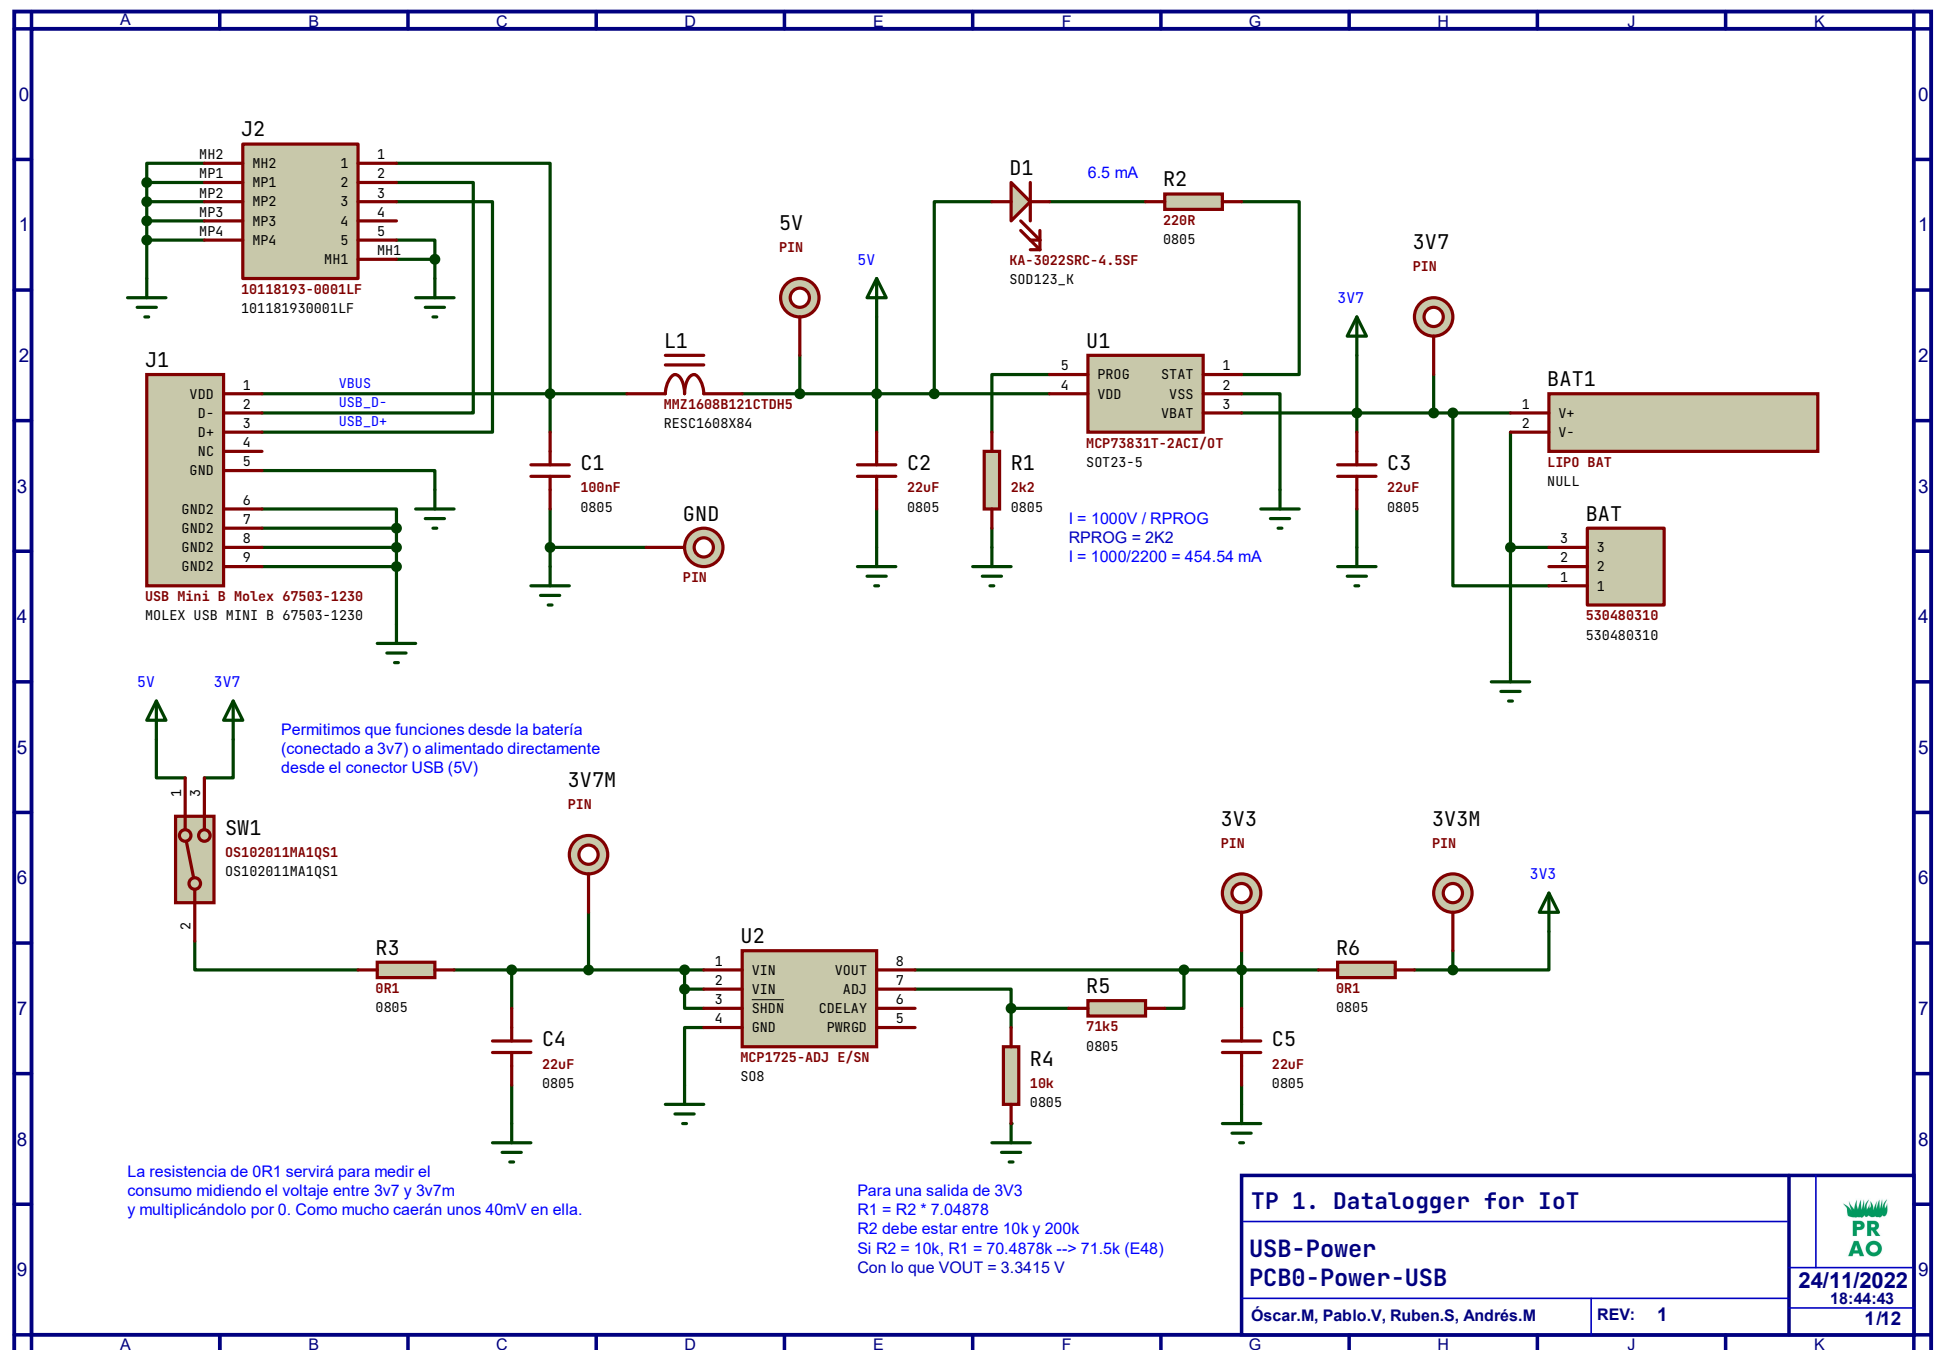 A B C D E F G H J K
0 0
1 1
2 2
3 3
4 4
5 5
6 6
7 7
8 8
9 9
J2
MH2 MH2 1 1
MP1 MP1 2 2
MP2 MP2 3 3
MP3 MP3 4 4
MP4 MP4 5 5
MH1 MH1
10118193-0001LF
101181930001LF
J1
VDD 1 VBUS
D- 2 USB_D-
D+ 3 USB_D+
NC 4
GND 5
GND2 6
GND2 7
GND2 8
GND2 9
USB Mini B Molex 67503-1230
MOLEX USB MINI B 67503-1230
C1
100nF
0805
L1
MMZ1608B121CTDH5
RESC1608X84
GND
PIN
5V
PIN
5V
C2
22uF
0805
D1
KA-3022SRC-4.5SF
SOD123_K
6.5 mA
R2
220R
0805
R1
2k2
0805
U1
5 PROG STAT 1
4 VDD VSS 2
VBAT 3
MCP73831T-2ACI/OT
SOT23-5
I = 1000V / RPROG
RPROG = 2K2
I = 1000/2200 = 454.54 mA
3V7
3V7
PIN
C3
22uF
0805
BAT1
1 V+
2 V-
LIPO BAT
NULL
BAT
3 3
2 2
1 1
530480310
530480310
5V 3V7
Permitimos que funciones desde la batería
(conectado a 3v7) o alimentado directamente
desde el conector USB (5V)
1 3
SW1
OS102011MA1QS1
OS102011MA1QS1
2
R3
0R1
0805
3V7M
PIN
C4
22uF
0805
U2
1 VIN VOUT 8
2 VIN ADJ 7
3 SHDN CDELAY 6
4 GND PWRGD 5
MCP1725-ADJ E/SN
SO8
R5
71k5
0805
R4
10k
0805
3V3
PIN
C5
22uF
0805
R6
0R1
0805
3V3M
PIN
3V3
La resistencia de 0R1 servirá para medir el
consumo midiendo el voltaje entre 3v7 y 3v7m
y multiplicándolo por 0. Como mucho caerán unos 40mV en ella.
Para una salida de 3V3
R1 = R2 * 7.04878
R2 debe estar entre 10k y 200k
Si R2 = 10k, R1 = 70.4878k --> 71.5k (E48)
Con lo que VOUT = 3.3415 V
TP 1. Datalogger for IoT
USB-Power
PCB0-Power-USB
Óscar.M, Pablo.V, Ruben.S, Andrés.M
REV: 1
PR
AO
24/11/2022
18:44:43
1/12
A B C D E F G H J K